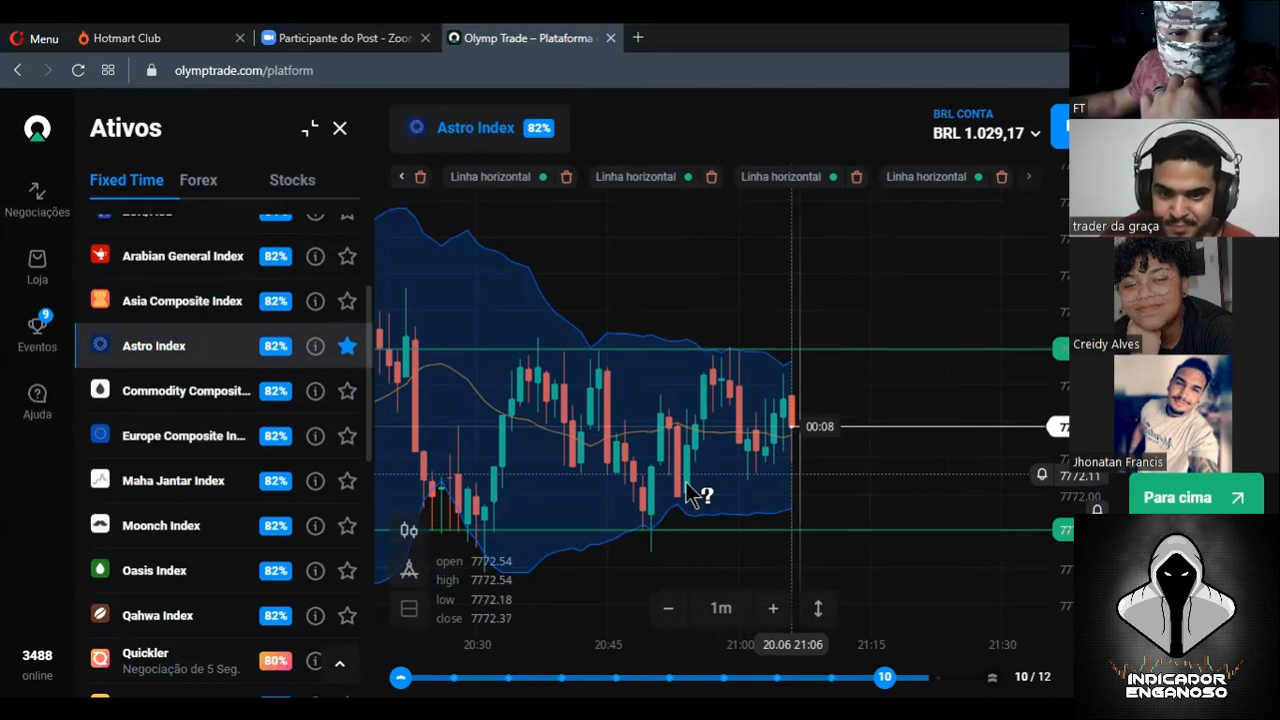 Menu
Hotmart Club
Participante do Post - Zoor
Olymp Trade – Plataforma
olymptrade.com/platform
FT
Ativos
Astro Index 82%
BRL CONTA
BRL 1.029,17
Fixed Time
Forex
Stocks
Linha horizontal
Linha horizontal
Linha horizontal
Linha horizontal
Negociações
Loja
Eventos
9
Ajuda
trader da graça
Arabian General Index 82%
Asia Composite Index 82%
Astro Index 82%
Commodity Composit... 82%
Europe Composite In... 82%
Maha Jantar Index 82%
Moonch Index 82%
Oasis Index 82%
Qahwa Index 82%
Quickler 80%
Negociação de 5 Seg.
Creidy Alves
00:08
Jhonatan Francis
7772.11
7772.00
Para cima
open 7772.54
high 7772.54
low 7772.18
close 7772.37
1m
20:30
20:45
21:00
20.06 21:06
21:15
21:30
3488
online
10
10 / 12
INDICADOR
ENGANOSO